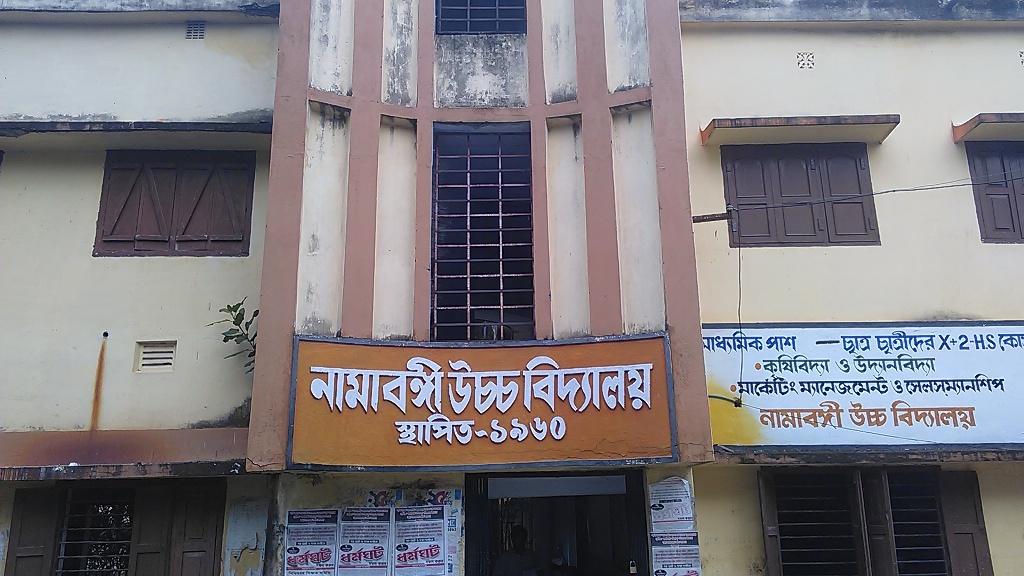 নামাবঙ্গী উচ্চ বিদ্যালয়
স্থাপিত-১৯৬০
মাধ্যমিক পাশ — ছাত্র ছাত্রীদের X+2-HS
• কৃষিবিদ্যা ও উদ্যানবিদ্যা
• মার্কেটিং ম্যানেজমেন্ট ও সেলসম্যানশিপ
নামাবঙ্গী উচ্চ বিদ্যালয়
ধর্মঘট
ধর্মঘট
ধর্মঘট